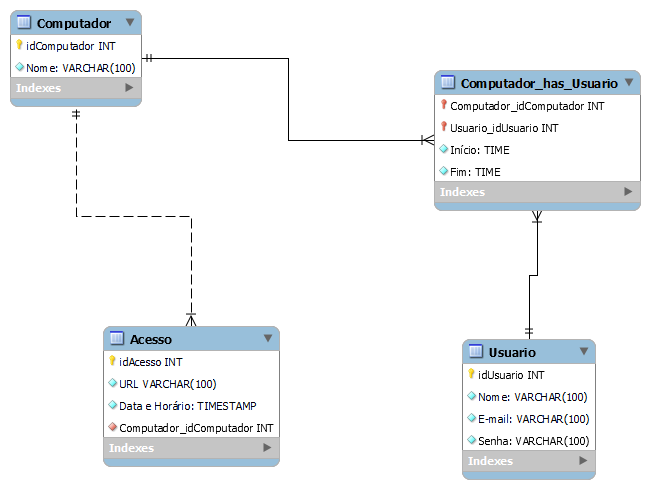 Computador
idComputador INT
Nome: VARCHAR(100)
Indexes
Computador_has_Usuario
Computador_idComputador INT
Usuario_idUsuario INT
Início: TIME
Fim: TIME
Indexes
Acesso
idAcesso INT
URL VARCHAR(100)
Data e Horário: TIMESTAMP
Computador_idComputador INT
Indexes
Usuario
idUsuario INT
Nome: VARCHAR(100)
E-mail: VARCHAR(100)
Senha: VARCHAR(100)
Indexes